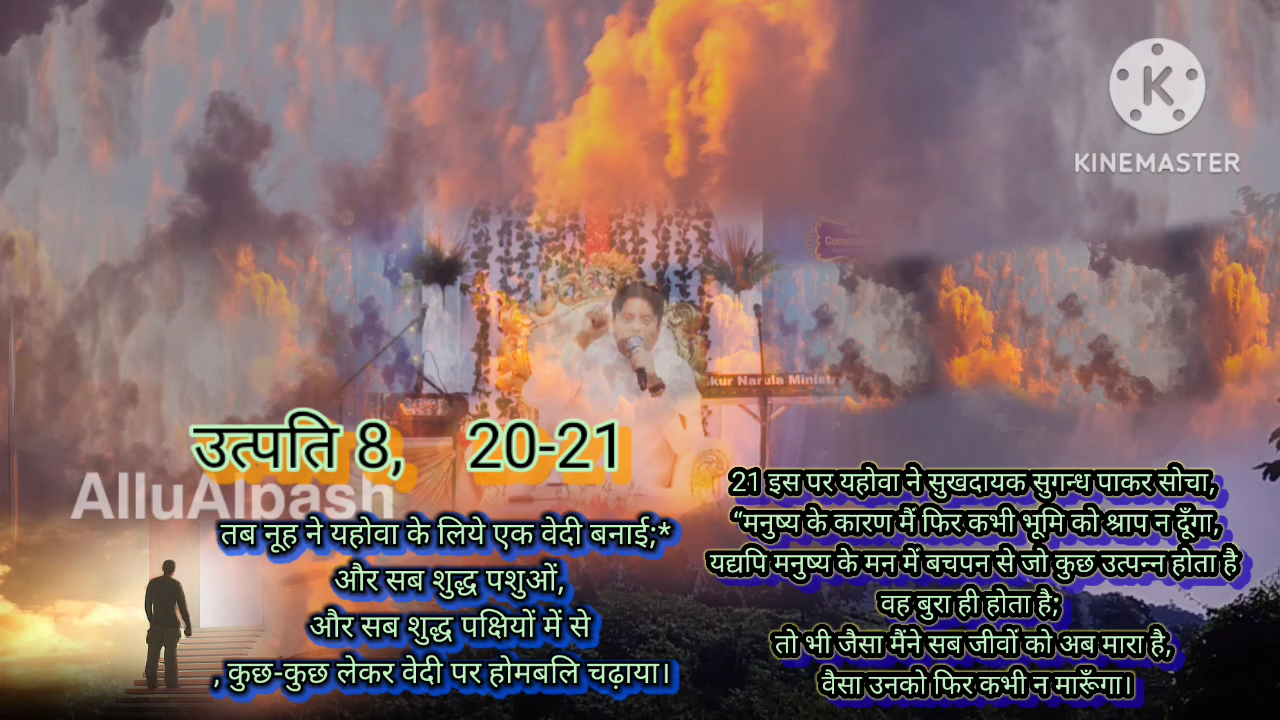 KINEMASTER
Narula Ministr
उत्पति 8, 20-21
AlluAlpash
तब नूह ने यहोवा के लिये एक वेदी बनाई;*
और सब शुद्ध पशुओं,
और सब शुद्ध पक्षियों में से
, कुछ-कुछ लेकर वेदी पर होमबलि चढ़ाया।
21 इस पर यहोवा ने सुखदायक सुगन्ध पाकर सोचा,
“मनुष्य के कारण मैं फिर कभी भूमि को श्राप न दूँगा,
यद्यपि मनुष्य के मन में बचपन से जो कुछ उत्पन्न होता है
वह बुरा ही होता है;
तो भी जैसा मैंने सब जीवों को अब मारा है,
वैसा उनको फिर कभी न मारूँगा।